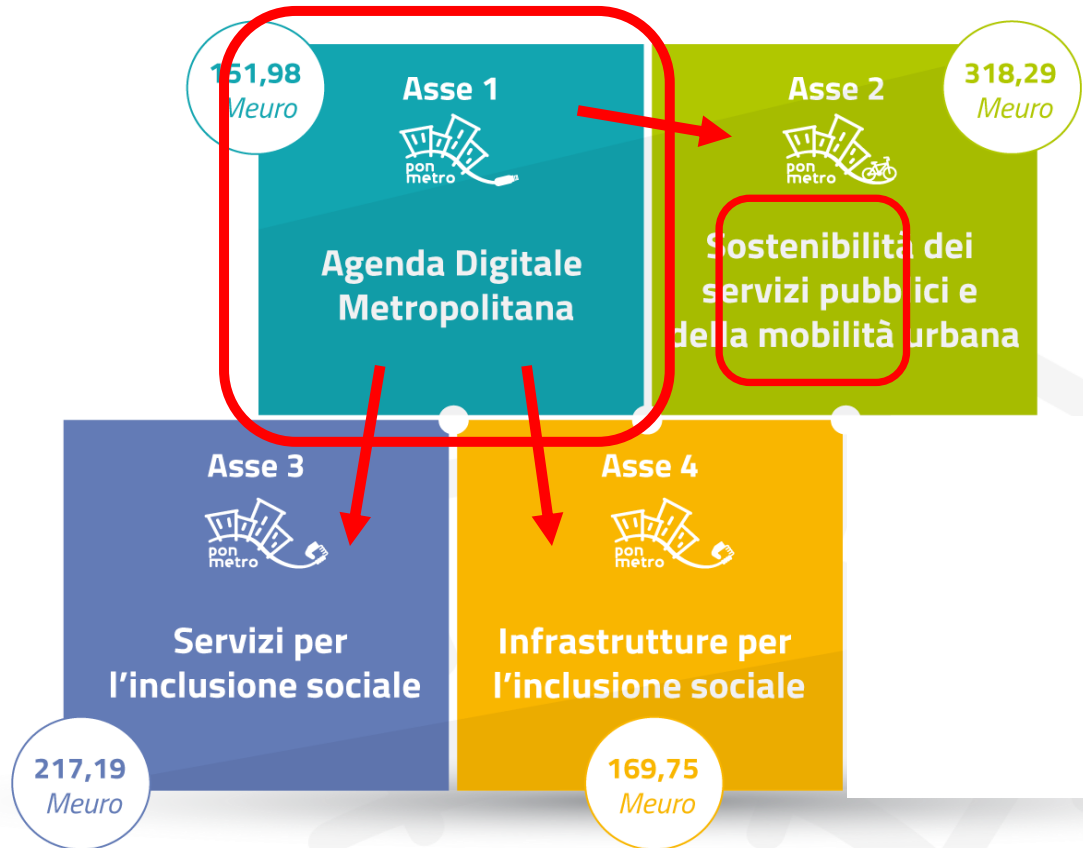 151,98
Meuro
Asse 1
pon
metro
Agenda Digitale
Metropolitana
Asse 2
pon
metro
318,29
Meuro
Sostenibilità dei
servizi pubblici e
della mobilità urbana
Asse 3
pon
metro
Servizi per
l’inclusione sociale
217,19
Meuro
Asse 4
pon
metro
Infrastrutture per
l’inclusione sociale
169,75
Meuro